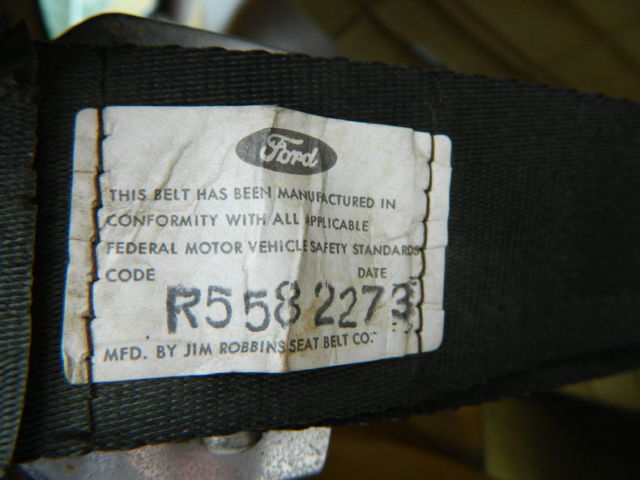 Ford
THIS BELT HAS BEEN MANUFACTURED IN
CONFORMITY WITH ALL APPLICABLE
FEDERAL MOTOR VEHICLE SAFETY STANDARDS
CODE DATE
R5582273
MFD. BY JIM ROBBINS SEAT BELT CO.